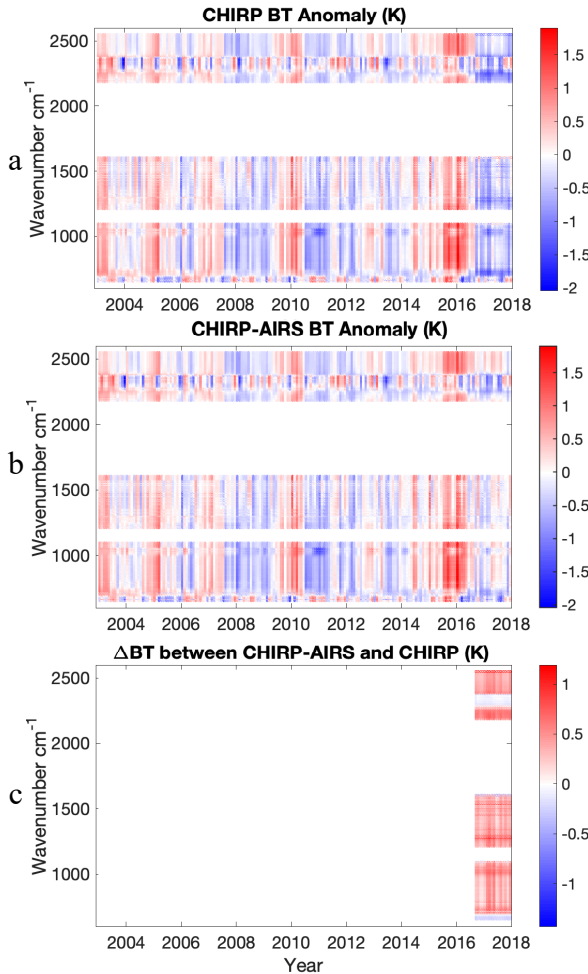 CHIRP BT Anomaly (K)
a
Wavenumber cm-1
2500
2000
1500
1000
2004 2006 2008 2010 2012 2014 2016 2018
1.5
1
0.5
0
-0.5
-1
-1.5
-2
CHIRP-AIRS BT Anomaly (K)
b
Wavenumber cm-1
2500
2000
1500
1000
2004 2006 2008 2010 2012 2014 2016 2018
1.5
1
0.5
0
-0.5
-1
-1.5
-2
ΔBT between CHIRP-AIRS and CHIRP (K)
c
Wavenumber cm-1
2500
2000
1500
1000
2004 2006 2008 2010 2012 2014 2016 2018
Year
1
0.5
0
-0.5
-1